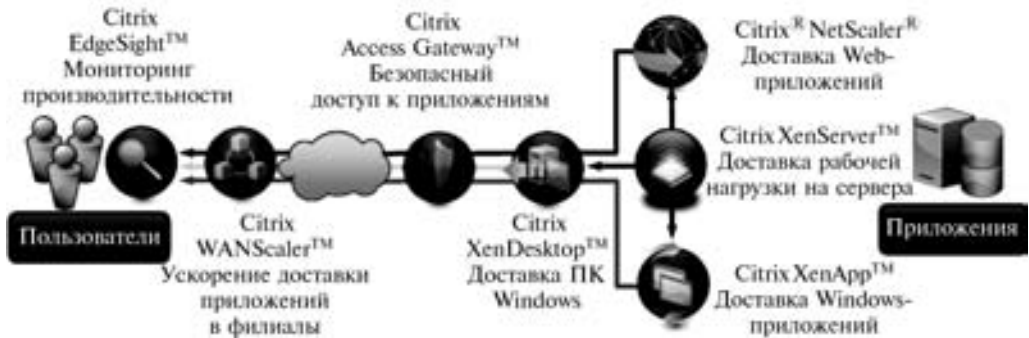 Citrix
EdgeSight™
Мониторинг
производительности
Citrix
Access Gateway™
Безопасный
доступ к приложениям
Citrix® NetScaler®
Доставка Web-
приложений
Citrix XenServer™
Доставка рабочей
нагрузки на сервера
Пользователи
Приложения
Citrix
WANScaler™
Ускорение доставки
приложений
в филиалы
Citrix
XenDesktop™
Доставка ПК
Windows
Citrix XenApp™
Доставка Windows-
приложений